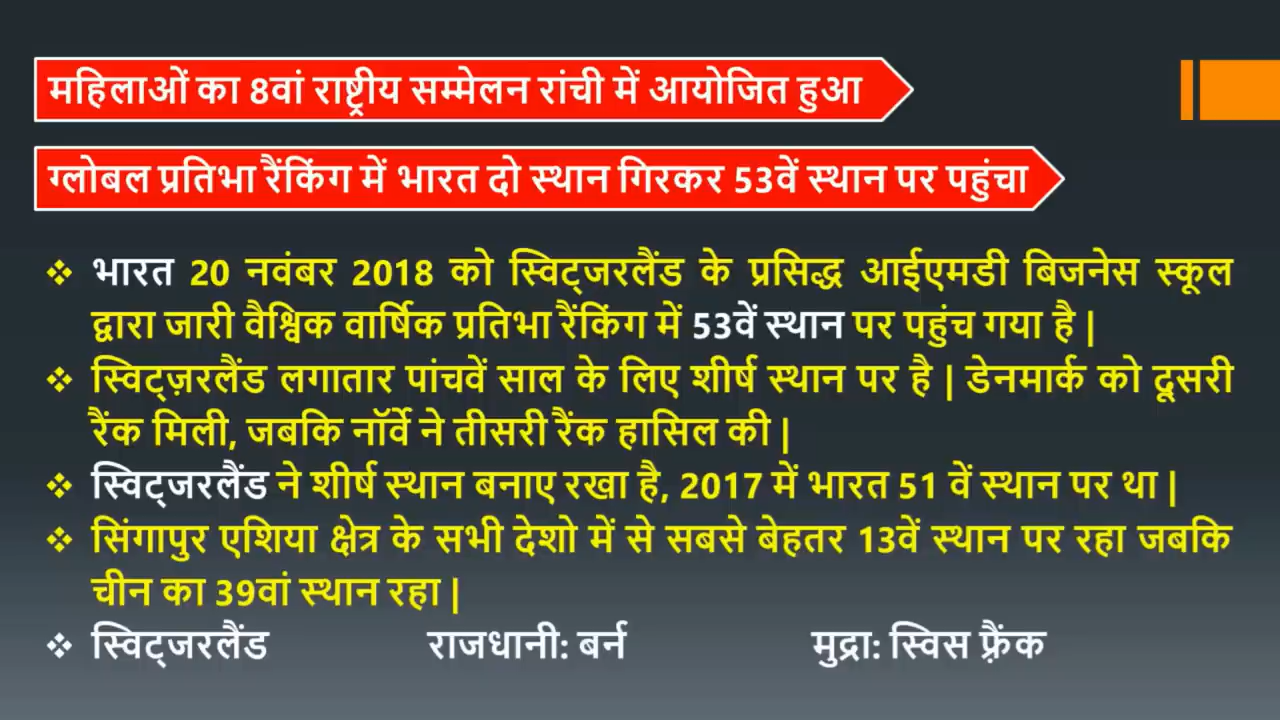 महिलाओं का 8वां राष्ट्रीय सम्मेलन रांची में आयोजित हुआ
ग्लोबल प्रतिभा रैंकिंग में भारत दो स्थान गिरकर 53वें स्थान पर पहुंचा
❖ भारत 20 नवंबर 2018 को स्विट्जरलैंड के प्रसिद्ध आईएमडी बिजनेस स्कूल
द्वारा जारी वैश्विक वार्षिक प्रतिभा रैंकिंग में 53वें स्थान पर पहुंच गया है |
❖ स्विट्ज़रलैंड लगातार पांचवें साल के लिए शीर्ष स्थान पर है | डेनमार्क को दूसरी
रैंक मिली, जबकि नॉर्वे ने तीसरी रैंक हासिल की |
❖ स्विट्जरलैंड ने शीर्ष स्थान बनाए रखा है, 2017 में भारत 51 वें स्थान पर था |
❖ सिंगापुर एशिया क्षेत्र के सभी देशो में से सबसे बेहतर 13वें स्थान पर रहा जबकि
चीन का 39वां स्थान रहा |
❖ स्विट्जरलैंड राजधानी: बर्न मुद्रा: स्विस फ़्रैंक